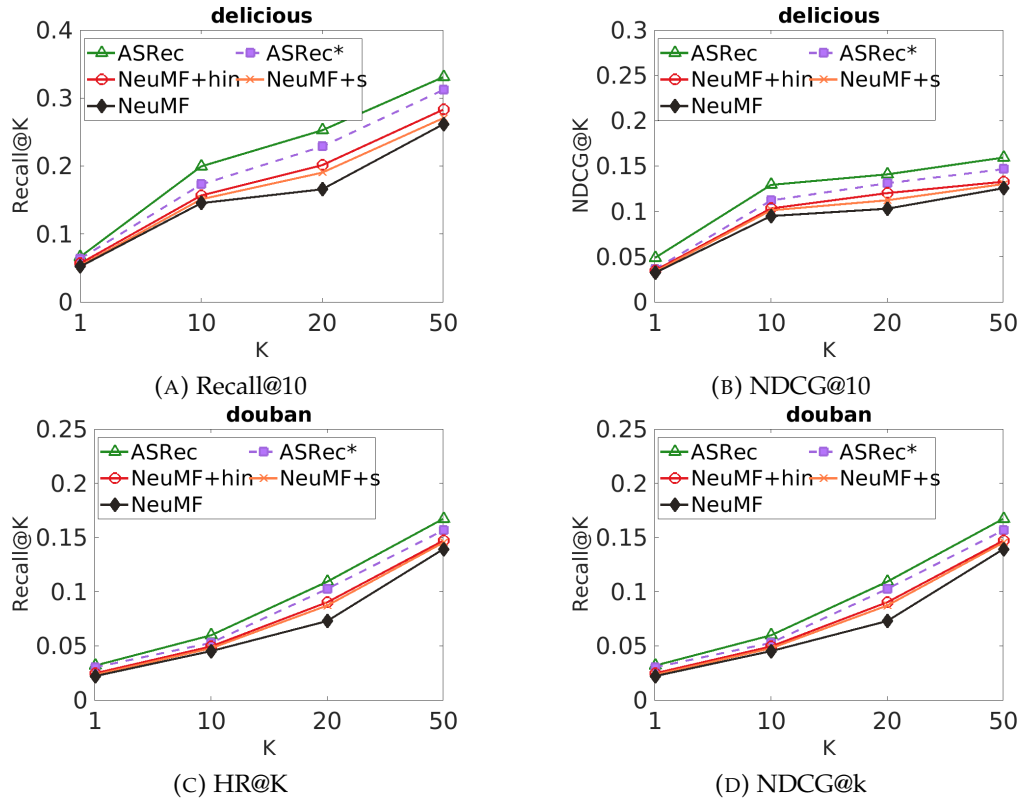 delicious
0.4
0.3
0.2
0.1
0
Recall@K
ASRec
ASRec*
NeuMF+hin
NeuMF+s
NeuMF
1
10
20
50
K
(A) Recall@10
delicious
0.3
0.25
0.2
0.15
0.1
0.05
0
NDCG@K
ASRec
ASRec*
NeuMF+hin
NeuMF+s
NeuMF
1
10
20
50
K
(B) NDCG@10
douban
0.25
0.2
0.15
0.1
0.05
0
Recall@K
ASRec
ASRec*
NeuMF+hin
NeuMF+s
NeuMF
1
10
20
50
K
(C) HR@K
douban
0.25
0.2
0.15
0.1
0.05
0
Recall@K
ASRec
ASRec*
NeuMF+hin
NeuMF+s
NeuMF
1
10
20
50
K
(D) NDCG@k